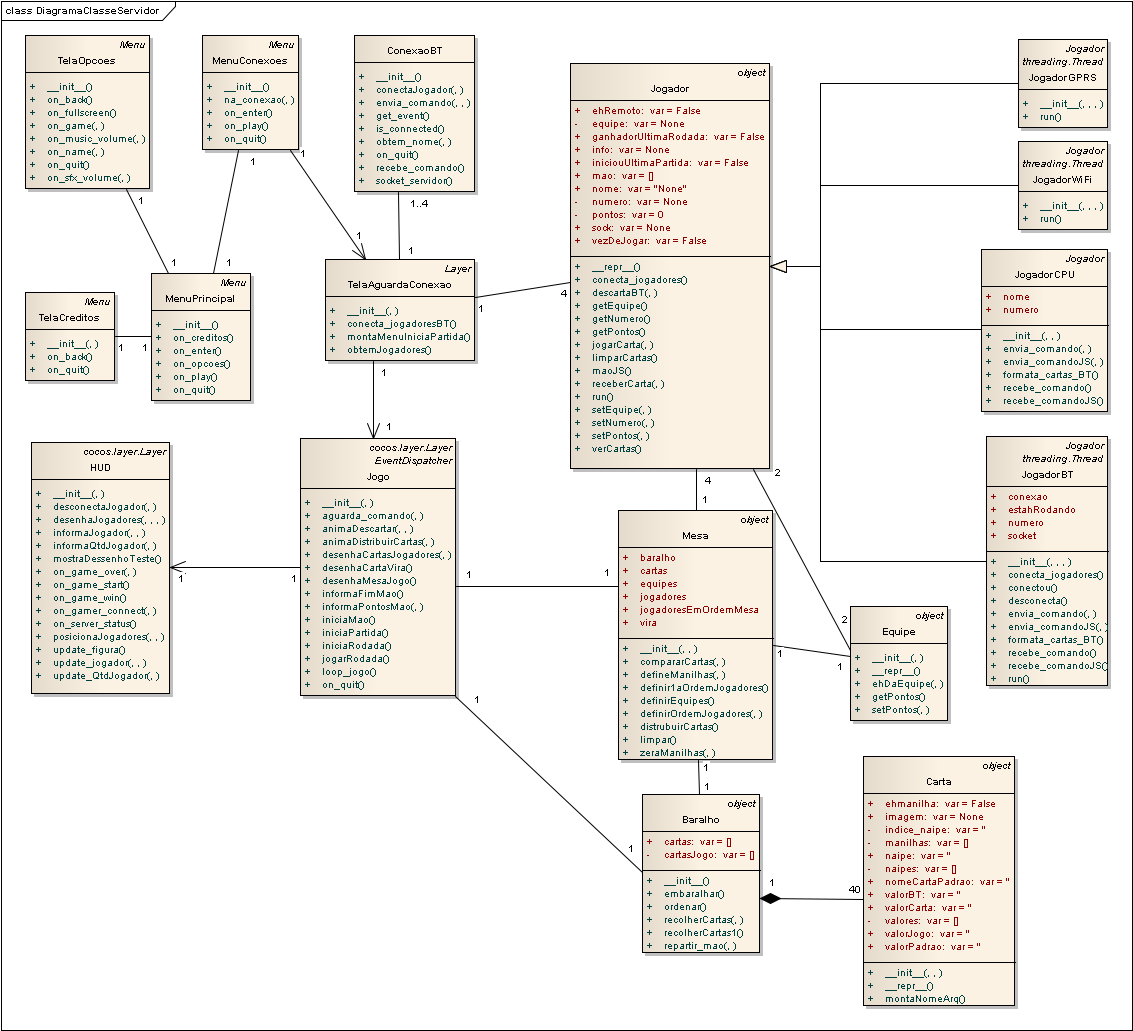 class DiagramaClasseServidor
Menu
TelaOpcoes
+ __init__()
+ on_back()
+ on_fullscreen()
+ on_game(, )
+ on_music_volume(, )
+ on_name(, )
+ on_quit()
+ on_sfx_volume(, )
Menu
MenuConexoes
+ __init__()
+ na_conexao(, )
+ on_enter()
+ on_play()
+ on_quit()
ConexaoBT
+ __init__()
+ conectaJogador(, )
+ envia_comando(, , )
+ get_event()
+ is_connected()
+ obtem_nome(, )
+ on_quit()
+ recebe_comando()
+ socket_servidor()
object
Jogador
+ ehRemoto: var = False
- equipe: var = None
+ ganhadorUltimaRodada: var = False
+ info: var = None
+ iniciouUltimaPartida: var = False
+ mao: var = []
+ nome: var = "None"
- numero: var = None
- pontos: var = 0
+ sock: var = None
+ vezDeJogar: var = False
+ __repr__()
+ conecta_jogadores()
+ descartaBT(, )
+ getEquipe()
+ getNumero()
+ getPontos()
+ jogarCarta(, )
+ limparCartas()
+ maoJS()
+ receberCarta(, )
+ run()
+ setEquipe(, )
+ setNumero(, )
+ setPontos(, )
+ verCartas()
Jogador
threading.Thread
JogadorGPRS
+ __init__(, , , )
+ run()
Jogador
threading.Thread
JogadorWiFi
+ __init__(, , , )
+ run()
Jogador
JogadorCPU
+ nome
+ numero
+ __init__(, , )
+ envia_comando(, )
+ envia_comandoJS(, )
+ formata_cartas_BT()
+ recebe_comando()
+ recebe_comandoJS()
Jogador
threading.Thread
JogadorBT
+ conexao
+ estahRodando
+ numero
+ socket
+ __init__(, , , )
+ conecta_jogadores()
+ conectou()
+ desconecta()
+ envia_comando(, )
+ envia_comandoJS(, )
+ formata_cartas_BT()
+ recebe_comando()
+ recebe_comandoJS()
+ run()
Menu
TelaCreditos
+ __init__(, )
+ on_back()
+ on_quit()
Menu
MenuPrincipal
+ __init__()
+ on_creditos()
+ on_enter()
+ on_opcoes()
+ on_play()
+ on_quit()
Layer
TelaAguardaConexao
+ __init__(, )
+ conecta_jogadoresBT()
+ montaMenuIniciaPartida()
+ obtemJogadores()
cocos.layer.Layer
HUD
+ __init__(, )
+ desconectaJogador(, )
+ desenhaJogadores(, , , )
+ informaJogador(, , )
+ informaQtdJogador(, )
+ mostraDessenhoTeste()
+ on_game_over(, )
+ on_game_start()
+ on_game_win()
+ on_gamer_connect(, )
+ on_server_status()
+ posicionaJogadores(, , )
+ update_figura()
+ update_jogador(, , )
+ update_QtdJogador(, )
cocos.layer.Layer
EventDispatcher
Jogo
+ __init__(, )
+ aguarda_comando(, )
+ animaDescartar(, , )
+ animaDistribuirCartas(, )
+ desenhaCartasJogadores(, )
+ desenhaCartaVira()
+ desenhaMesaJogo()
+ informaFimMao()
+ informaPontosMao(, )
+ iniciaMao()
+ iniciaPartida()
+ iniciaRodada()
+ jogarRodada()
+ loop_jogo()
+ on_quit()
object
Mesa
+ baralho
+ cartas
+ equipes
+ jogadores
+ jogadoresEmOrdemMesa
+ vira
+ __init__(, , )
+ compararCartas(, )
+ defineManilhas(, )
+ definir1aOrdemJogadores()
+ definirEquipes()
+ definirOrdemJogadores(, )
+ distrubuirCartas()
+ limpar()
+ zeraManilhas(, )
object
Equipe
+ __init__(, )
+ __repr__()
+ ehDaEquipe(, )
+ getPontos()
+ setPontos(, )
object
Baralho
+ cartas: var = []
- cartasJogo: var = []
+ __init__()
+ embaralhar()
+ ordenar()
+ recolherCartas(, )
+ recolherCartas1()
+ repartir_mao(, )
object
Carta
+ ehmanilha: var = False
+ imagem: var = None
- indice_naipe: var = ''
- manilhas: var = []
+ naipe: var = ''
- naipes: var = []
+ nomeCartaPadrao: var = ''
+ valorBT: var = ''
+ valorCarta: var = ''
- valores: var = []
+ valorJogo: var = ''
+ valorPadrao: var = ''
+ __init__(, , )
+ __repr__()
+ montaNomeArq()
1
1
1
1
1
1
1..4
1
1
1
1
4
1
1
1
1
1
1
4
1
2
2
1
1
1
1
1
1
1
40